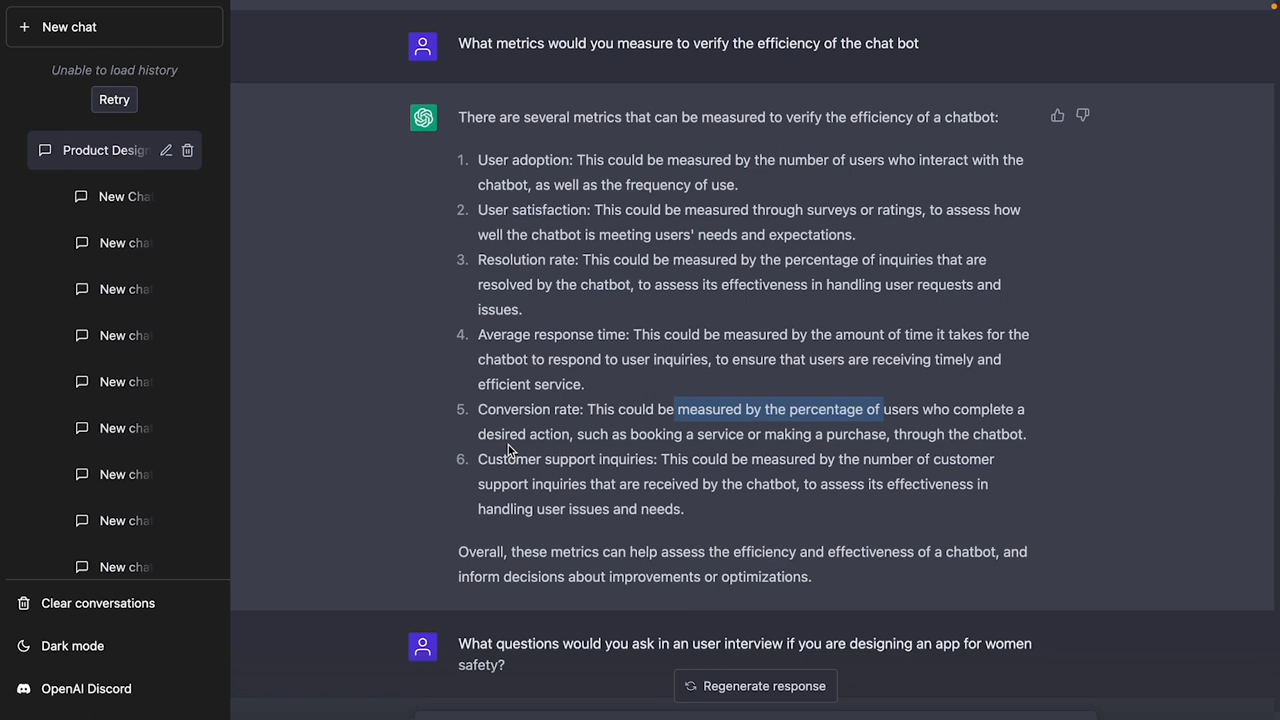 New chat
Unable to load history
Retry
Product Design
New Cha
New cha
New cha
New cha
New cha
New cha
New cha
New cha
New cha
Clear conversations
Dark mode
OpenAI Discord
What metrics would you measure to verify the efficiency of the chat bot
There are several metrics that can be measured to verify the efficiency of a chatbot:
1. User adoption: This could be measured by the number of users who interact with the
chatbot, as well as the frequency of use.
2. User satisfaction: This could be measured through surveys or ratings, to assess how
well the chatbot is meeting users' needs and expectations.
3. Resolution rate: This could be measured by the percentage of inquiries that are
resolved by the chatbot, to assess its effectiveness in handling user requests and
issues.
4. Average response time: This could be measured by the amount of time it takes for the
chatbot to respond to user inquiries, to ensure that users are receiving timely and
efficient service.
5. Conversion rate: This could be measured by the percentage of users who complete a
desired action, such as booking a service or making a purchase, through the chatbot.
6. Customer support inquiries: This could be measured by the number of customer
support inquiries that are received by the chatbot, to assess its effectiveness in
handling user issues and needs.
Overall, these metrics can help assess the efficiency and effectiveness of a chatbot, and
inform decisions about improvements or optimizations.
What questions would you ask in an user interview if you are designing an app for women
safety?
Regenerate response